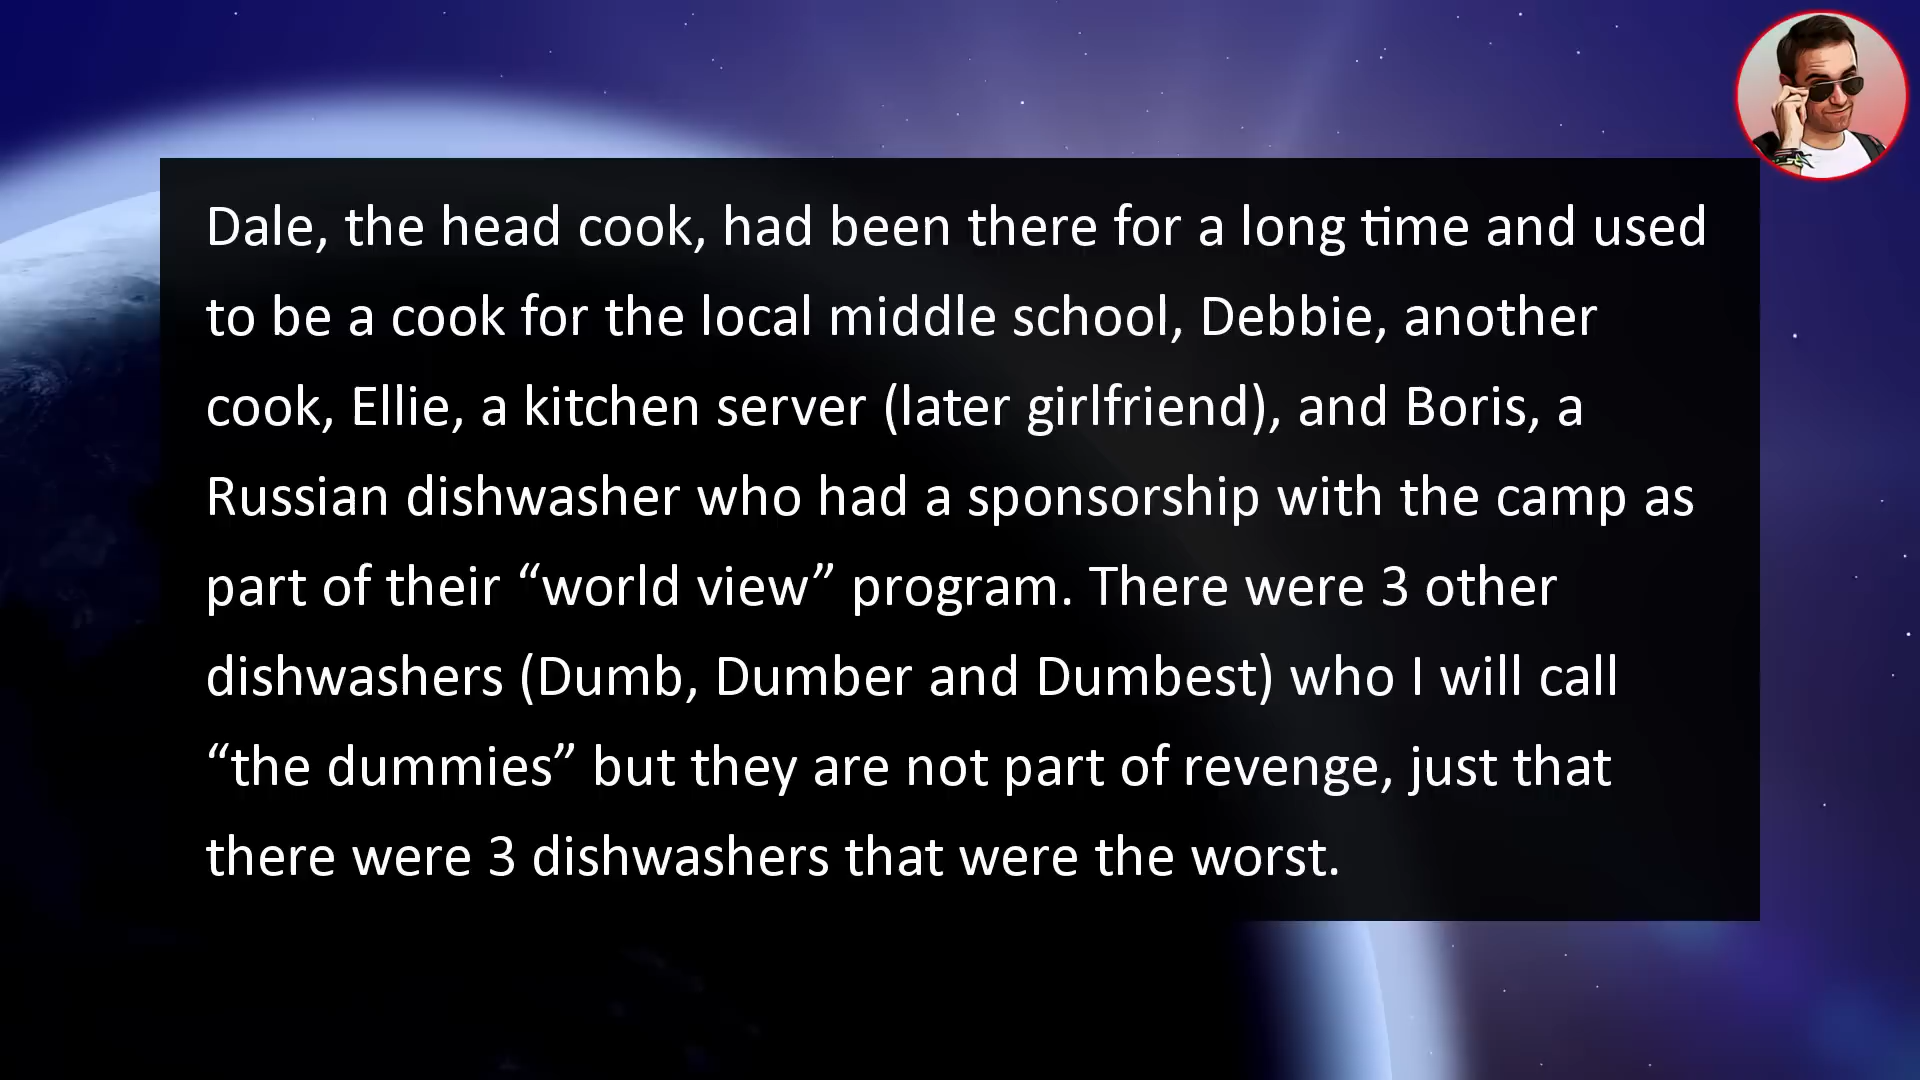 Dale, the head cook, had been there for a long time and used
to be a cook for the local middle school, Debbie, another
cook, Ellie, a kitchen server (later girlfriend), and Boris, a
Russian dishwasher who had a sponsorship with the camp as
part of their “world view” program. There were 3 other
dishwashers (Dumb, Dumber and Dumbest) who I will call
“the dummies” but they are not part of revenge, just that
there were 3 dishwashers that were the worst.